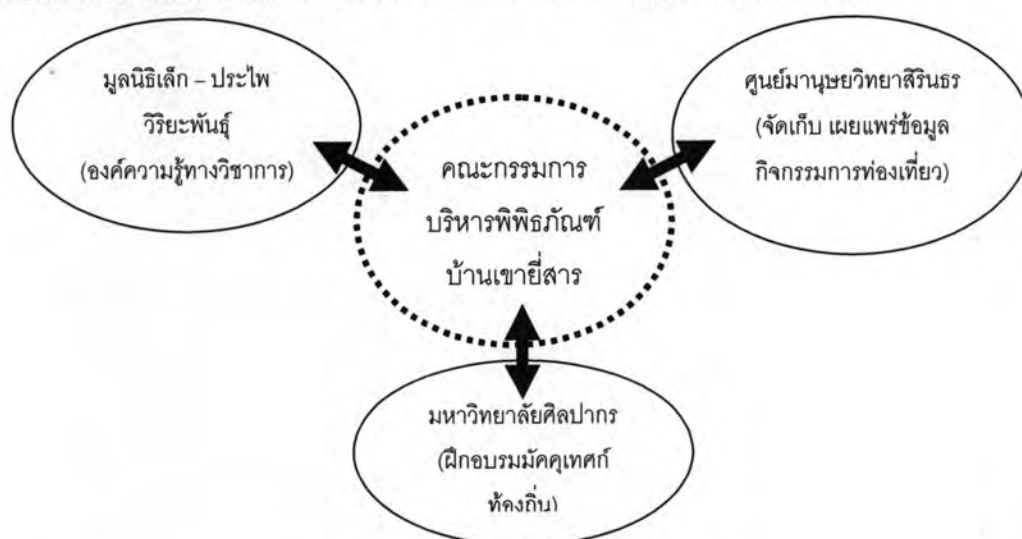 มูลนิธิเล็ก – ประไพ
วิริยะพันธุ์
(องค์ความรู้ทางวิชาการ)
ศูนย์มานุษยวิทยาสิรินธร
(จัดเก็บ เผยแพร่ข้อมูล
กิจกรรมการท่องเที่ยว)
คณะกรรมการ
บริหารพิพิธภัณฑ์
บ้านเขายี่สาร
มหาวิทยาลัยศิลปากร
(ฝึกอบรมมัคคุเทศก์
ท้องถิ่น)